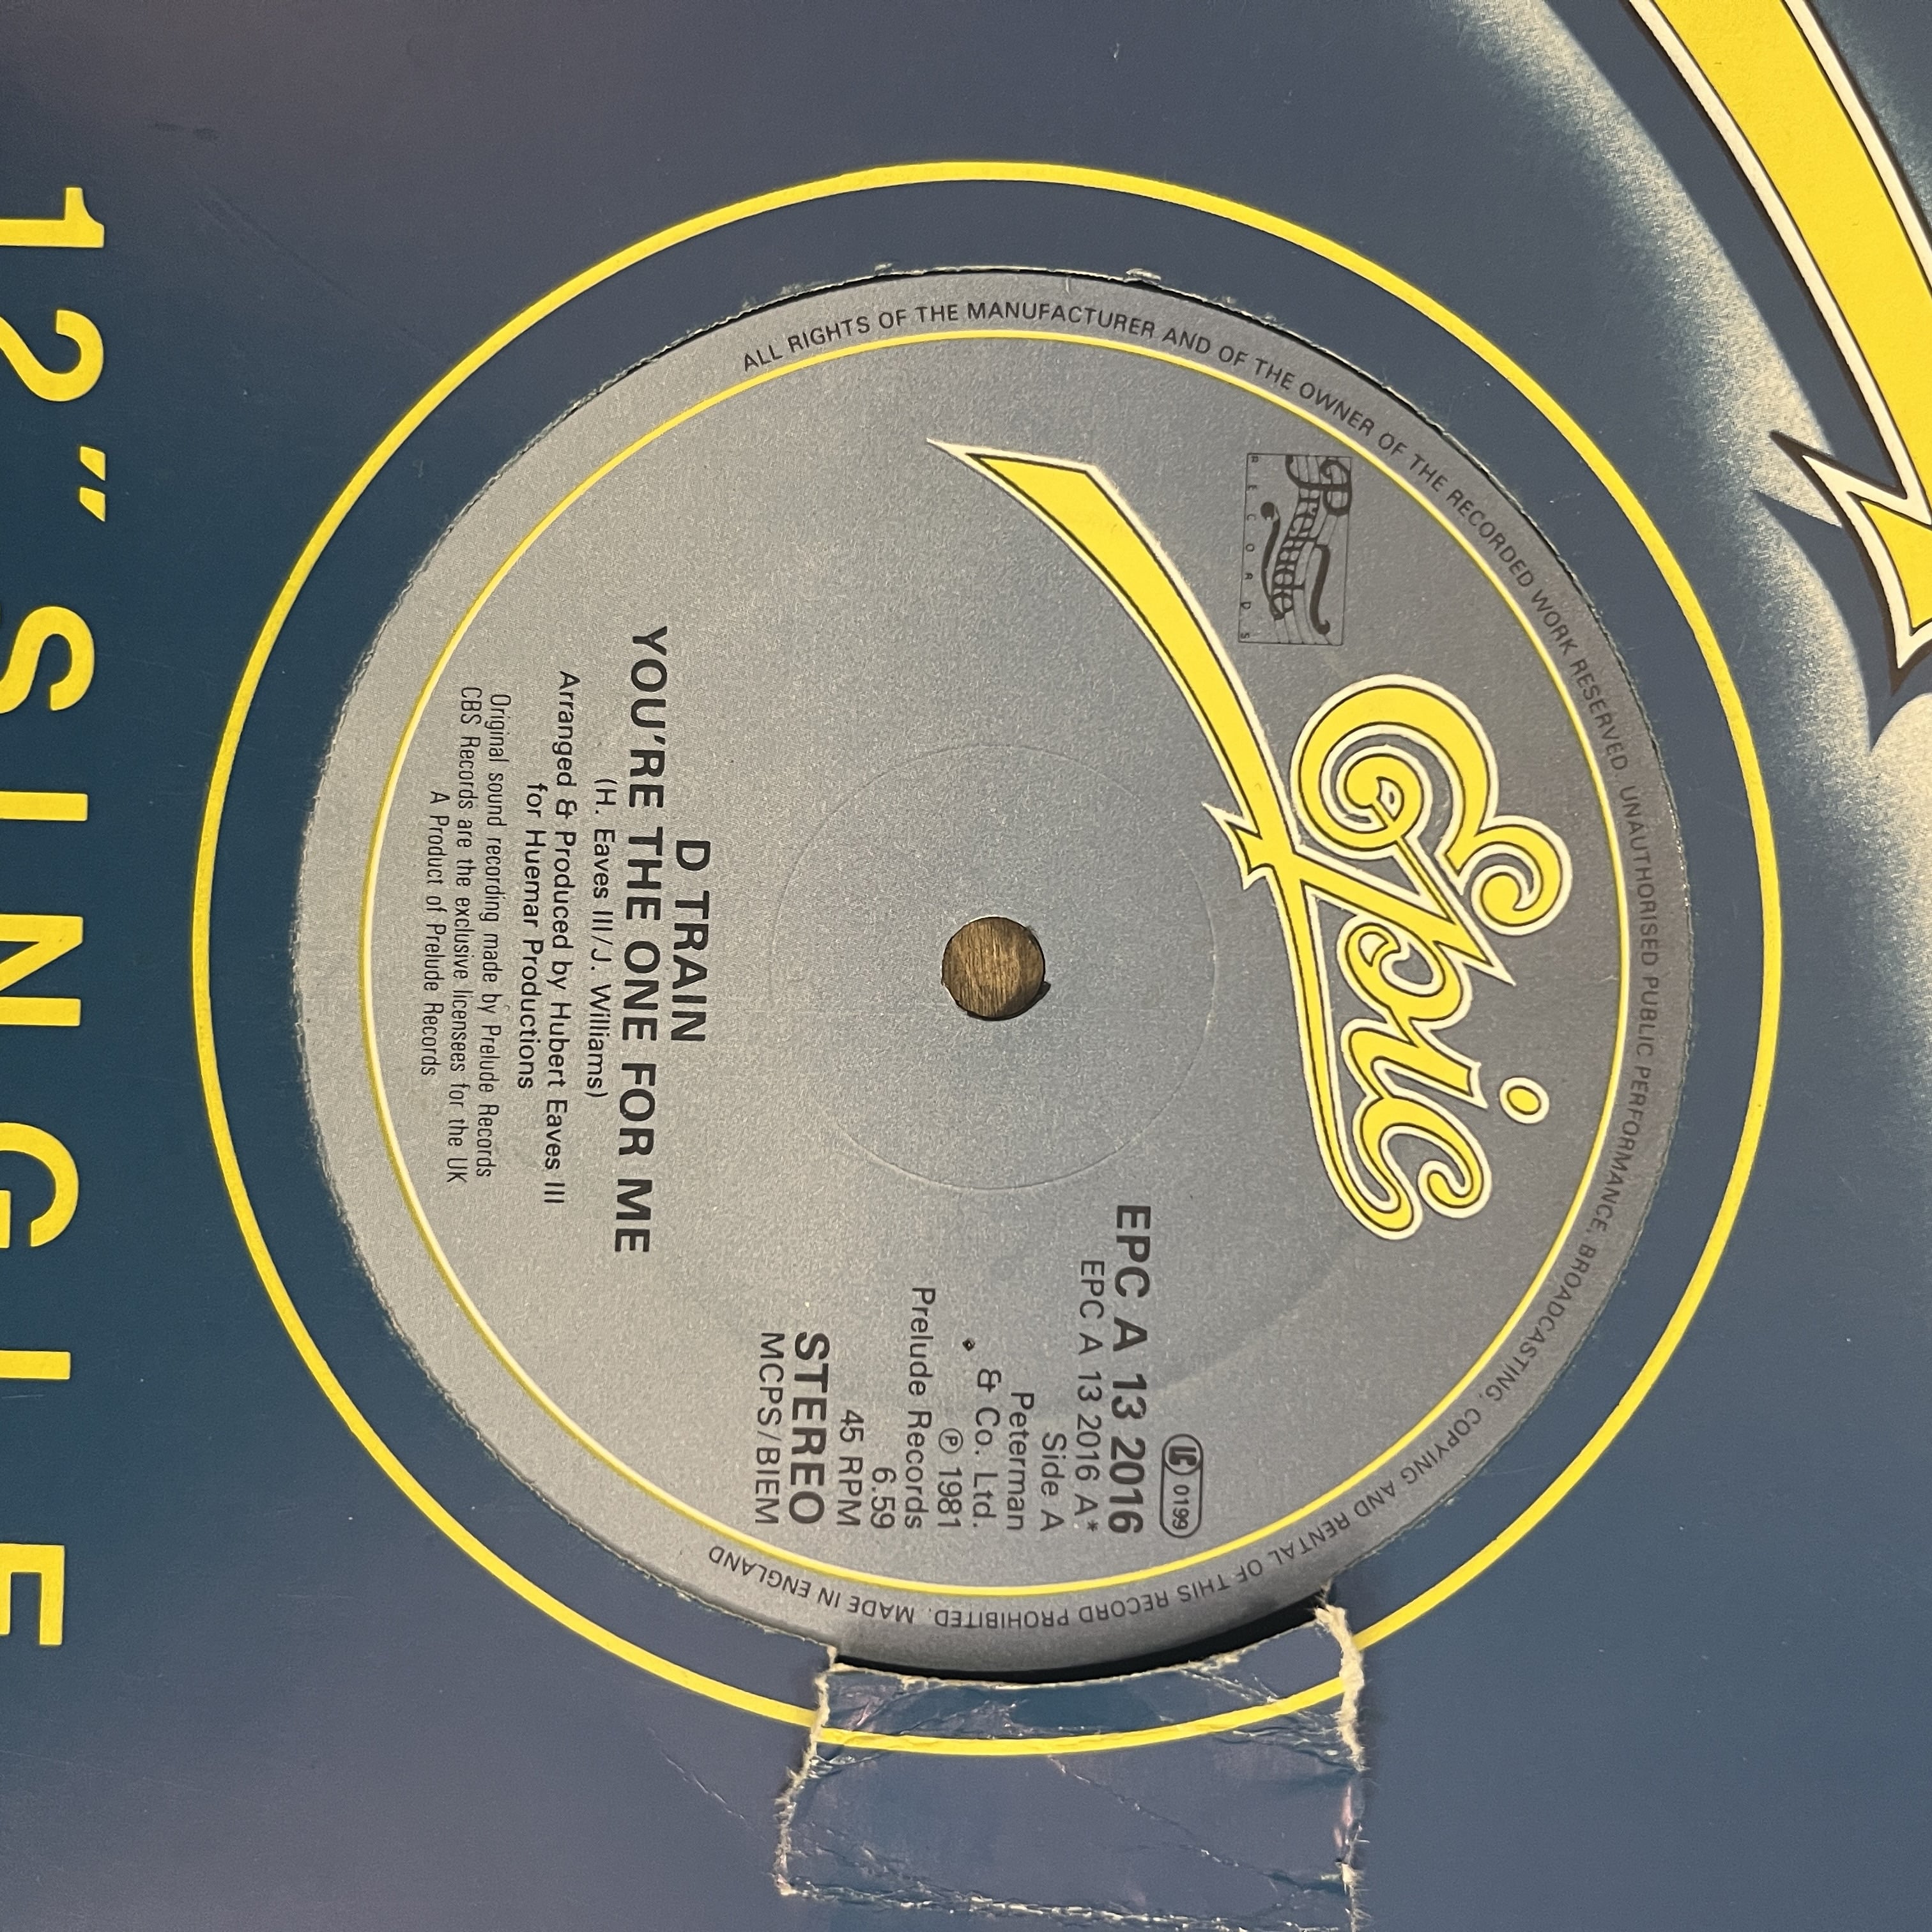 ALL RIGHTS OF THE MANUFACTURER AND OF THE OWNER OF THE RECORDED WORK RESERVED. UNAUTHORISED PUBLIC PERFORMANCE, BROADCASTING, COPYING AND RENTAL OF THIS RECORD PROHIBITED. MADE IN ENGLAND
Epic
Prelude
RECORDS
LC 0199
EPC A 13 2016
EPC A 13 2016 A*
Side A
Peterman
& Co. Ltd.
℗ 1981
Prelude Records
6.59
45 RPM
STEREO
MCPS/BIEM
D TRAIN
YOU'RE THE ONE FOR ME
(H. Eaves III/J. Williams)
Arranged & Produced by Hubert Eaves III
for Huemar Productions
Original sound recording made by Prelude Records
CBS Records are the exclusive licensees for the UK
A Product of Prelude Records
12" SINGLE